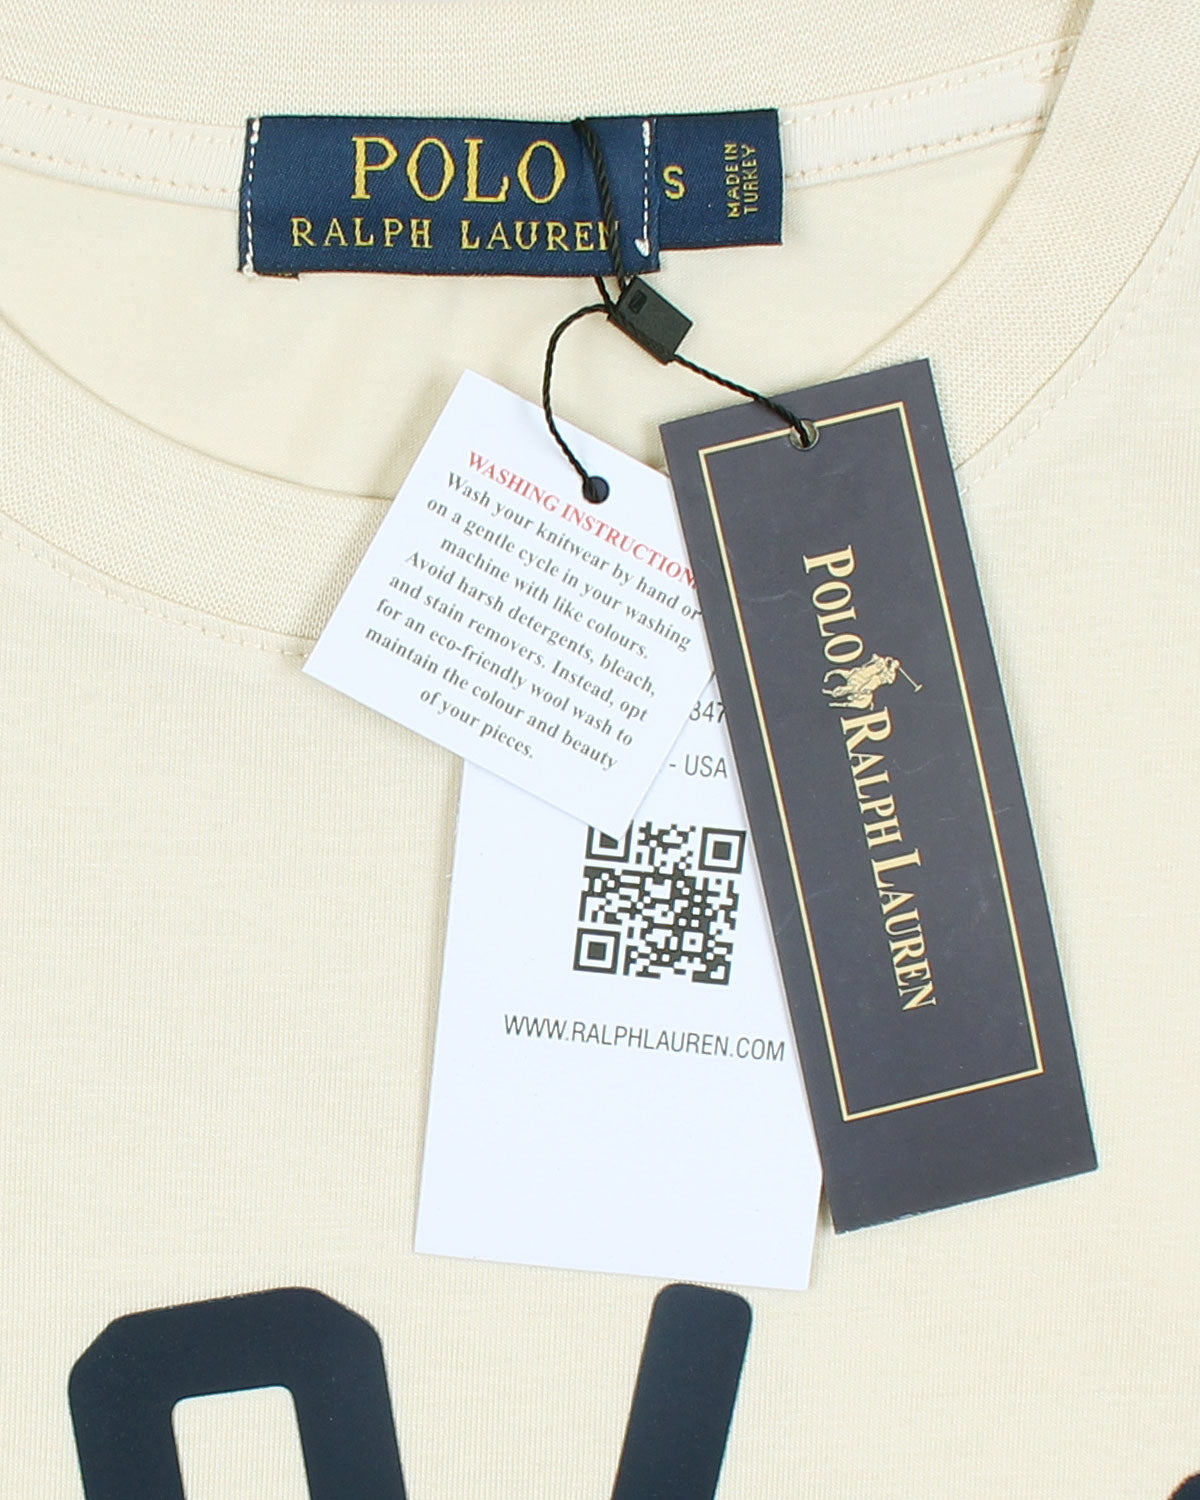 POLO
RALPH LAUREN
S
MADE IN
TURKEY
WASHING INSTRUCTION
Wash your knitwear by hand or
on a gentle cycle in your washing
machine with like colours.
Avoid harsh detergents, bleach,
and stain removers. Instead, opt
for an eco-friendly wool wash to
maintain the colour and beauty
of your pieces.
347
- USA
WWW.RALPHLAUREN.COM
POLO RALPH LAUREN